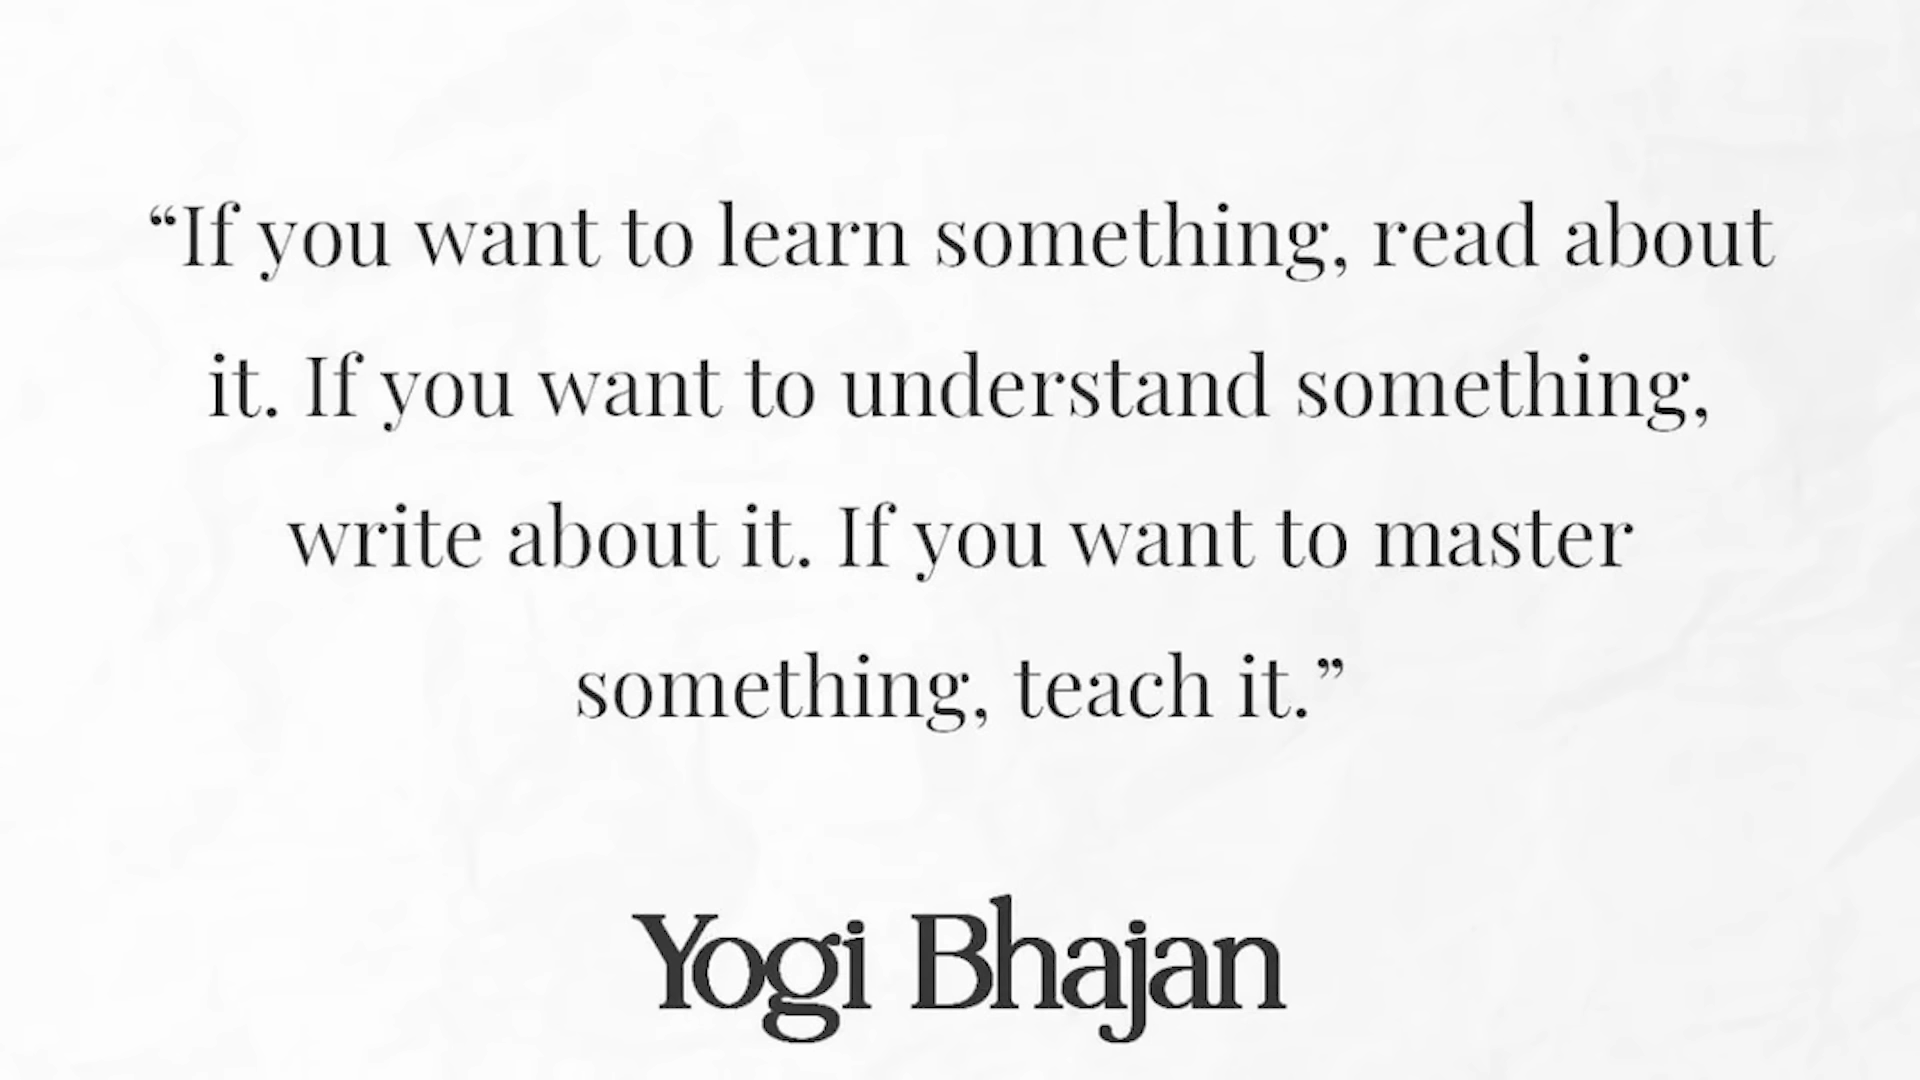 “If you want to learn something, read about
it. If you want to understand something,
write about it. If you want to master
something, teach it.”
Yogi Bhajan